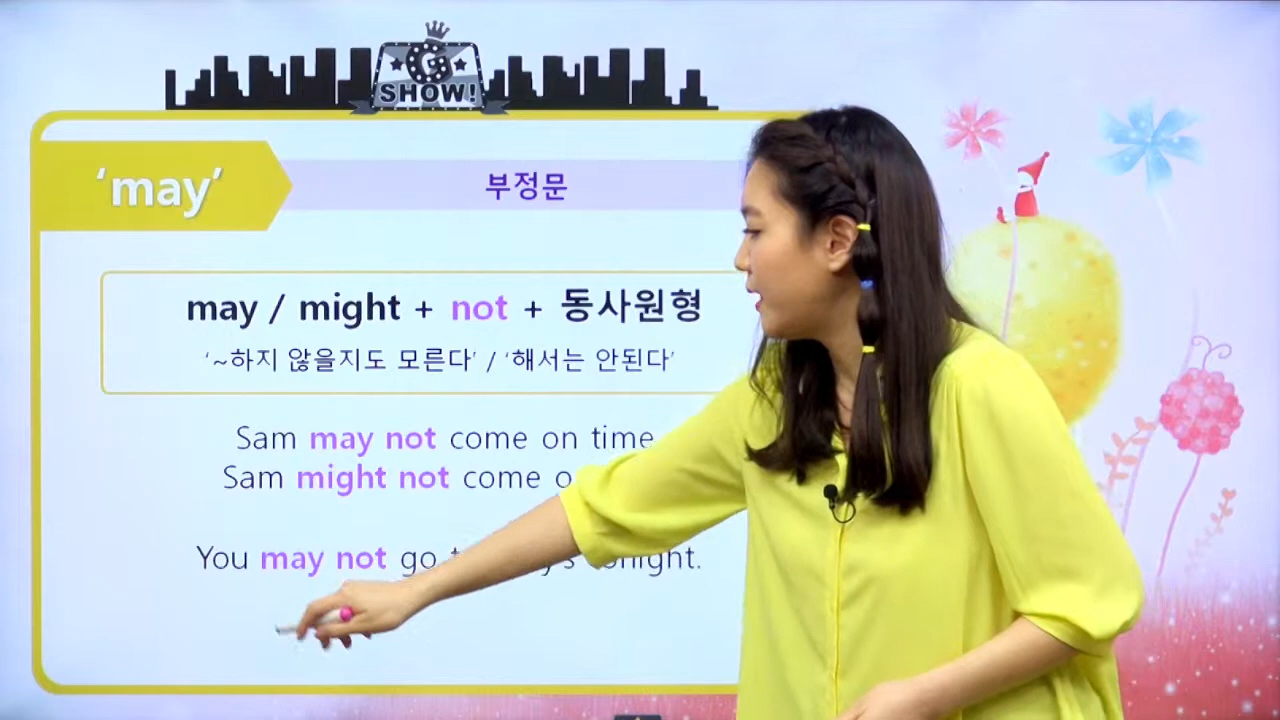 G
SHOW!
‘may‘
부정문
may / might + not + 동사원형
‘~하지 않을지도 모른다’ / ‘해서는 안된다’
Sam may not come on time
Sam might not come
You may not go tonight.